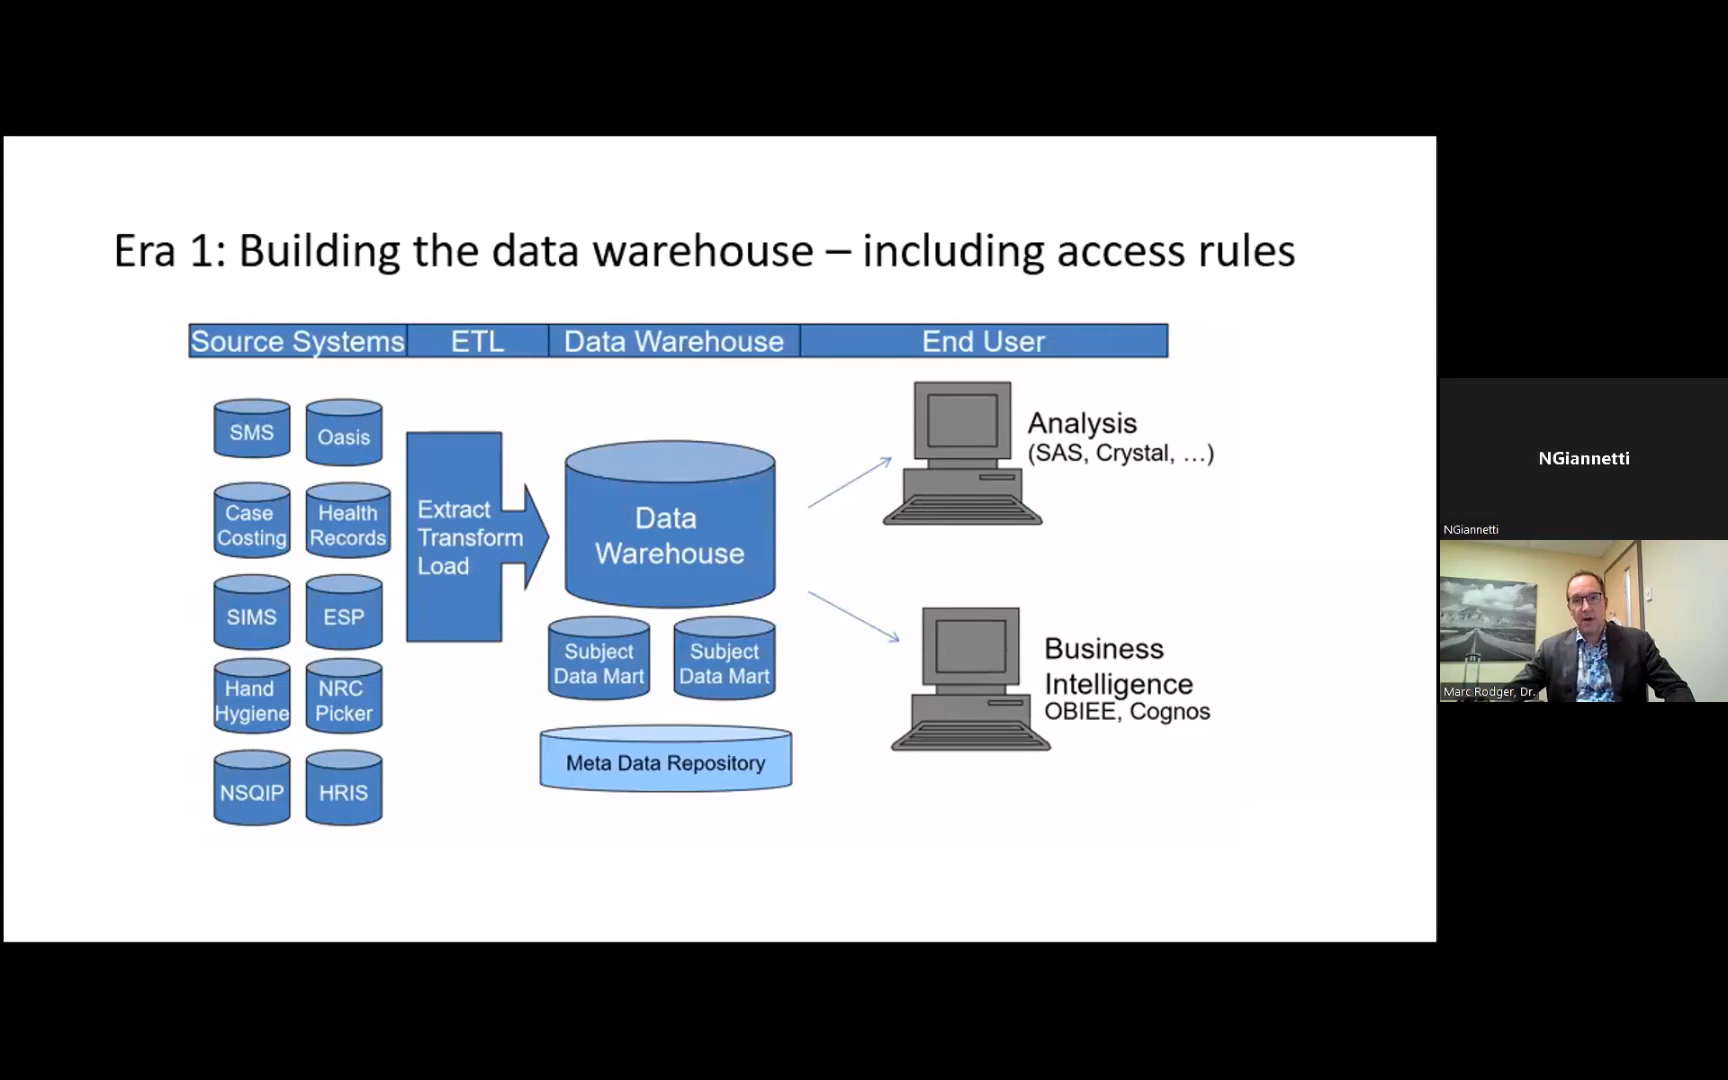 Era 1: Building the data warehouse – including access rules
Source Systems
ETL
Data Warehouse
End User
SMS
Oasis
Case
Costing
Health
Records
SIMS
ESP
Hand
Hygiene
NRC
Picker
NSQIP
HRIS
Extract
Transform
Load
Data
Warehouse
Subject
Data Mart
Subject
Data Mart
Meta Data Repository
Analysis
(SAS, Crystal, …)
Business
Intelligence
OBIEE, Cognos
NGiannetti
NGiannetti
Marc Rodger, Dr.